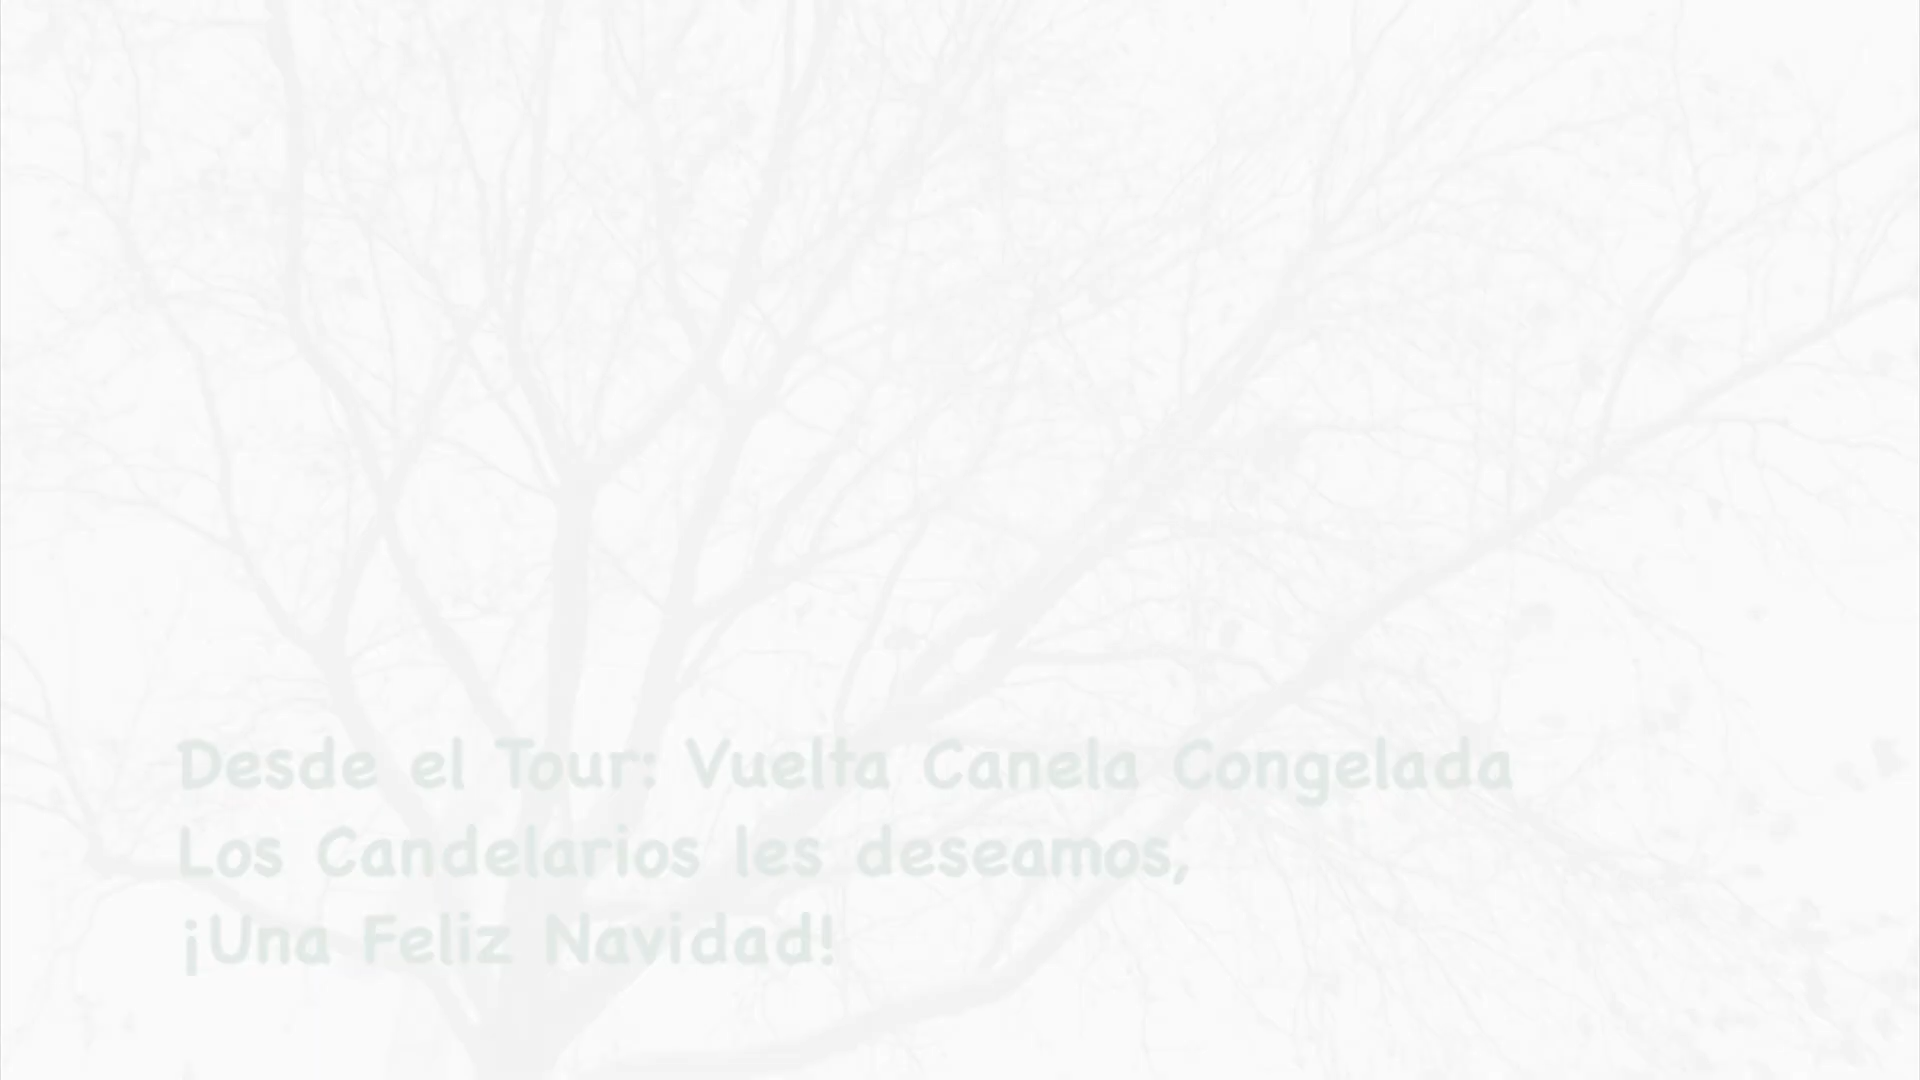 Desde el Tour: Vuelta Canela Congelada
Los Candelarios les deseamos,
¡Una Feliz Navidad!